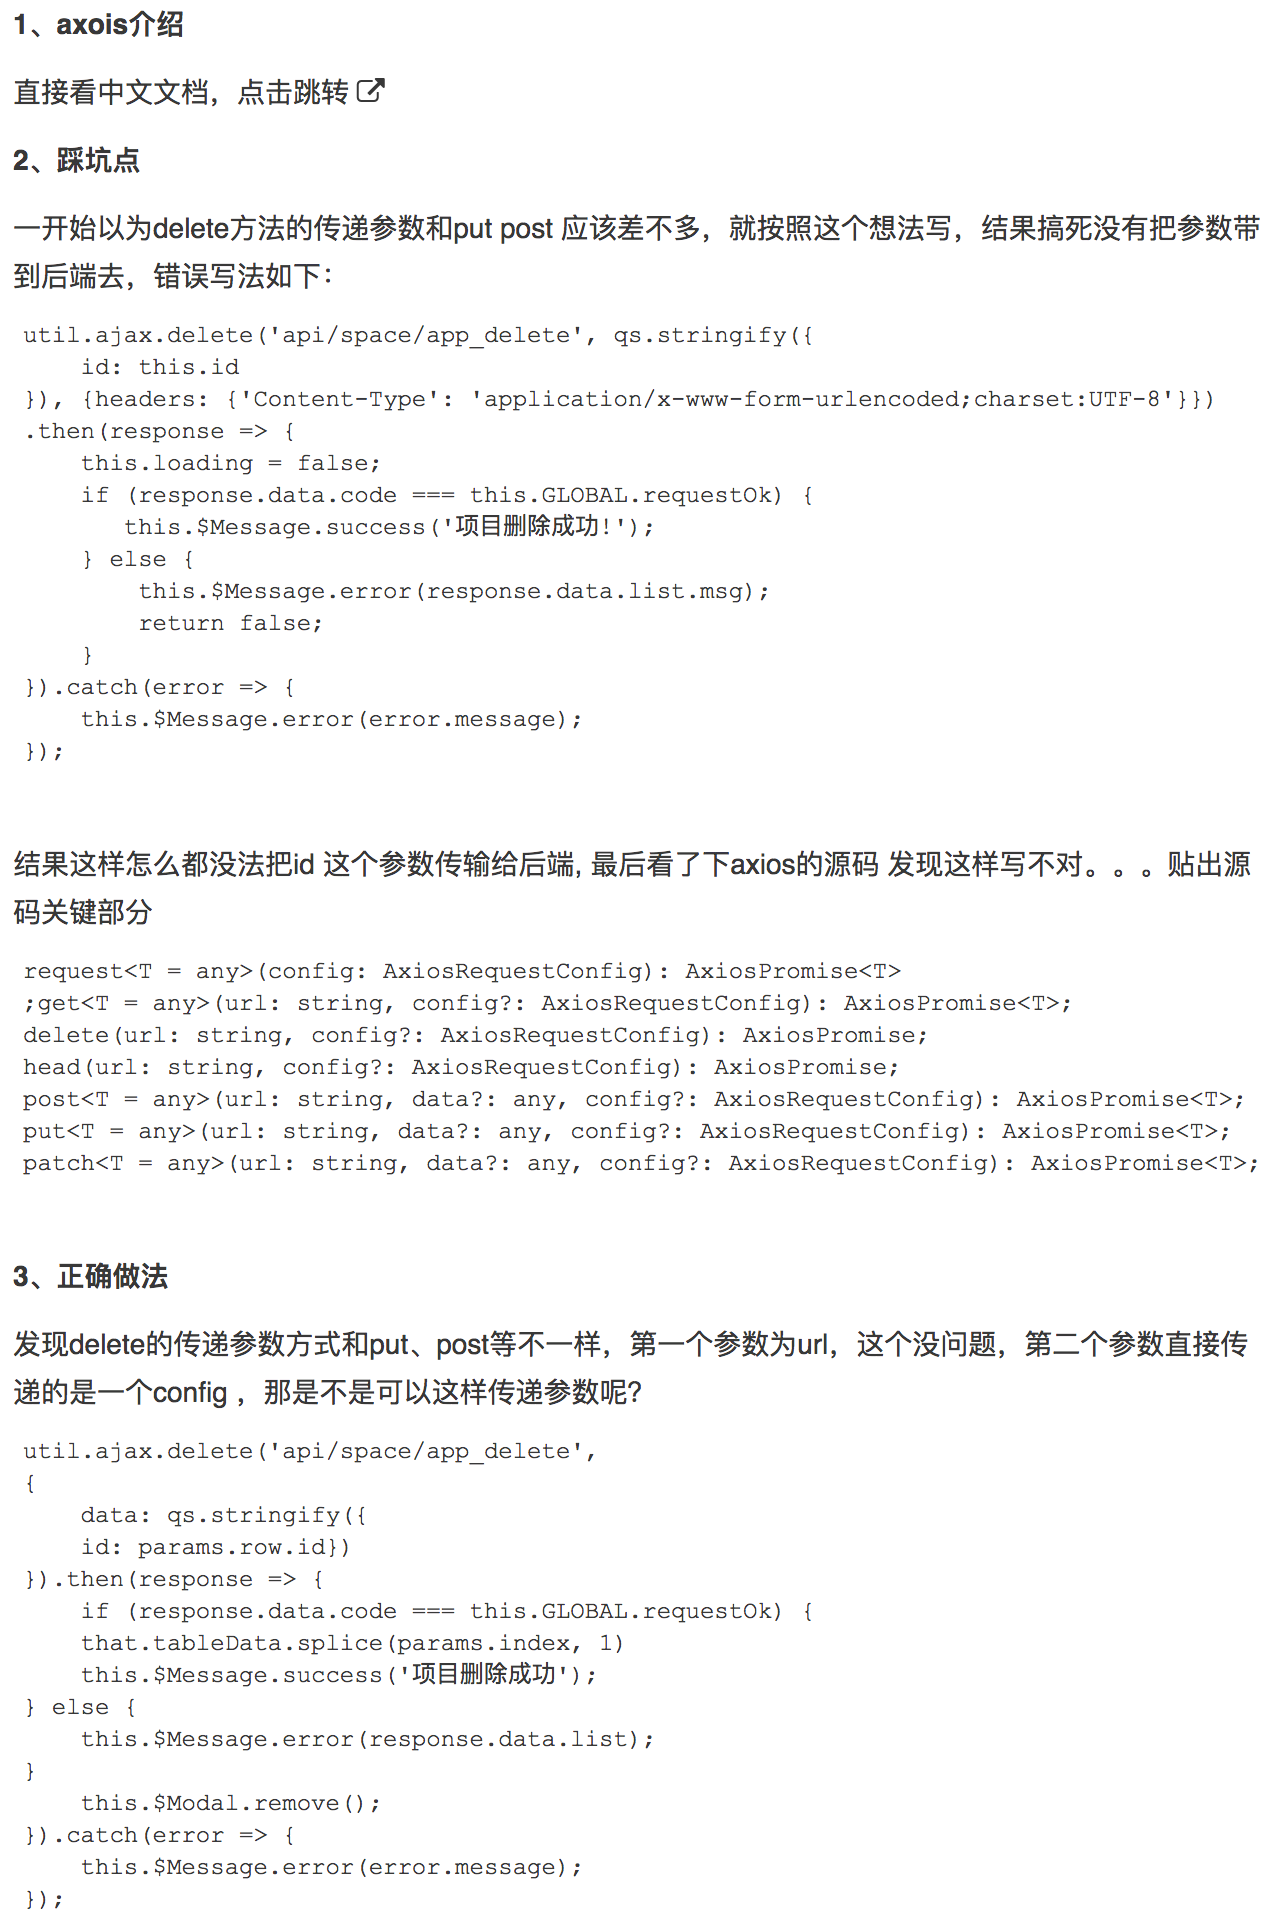 1、axois介绍
直接看中文文档，点击跳转
2、踩坑点
一开始以为delete方法的传递参数和put post 应该差不多，就按照这个想法写，结果搞死没有把参数带
到后端去，错误写法如下：
util.ajax.delete('api/space/app_delete', qs.stringify({
    id: this.id
}), {headers: {'Content-Type': 'application/x-www-form-urlencoded;charset:UTF-8'}})
.then(response => {
    this.loading = false;
    if (response.data.code === this.GLOBAL.requestOk) {
       this.$Message.success('项目删除成功!');
    } else {
        this.$Message.error(response.data.list.msg);
        return false;
    }
}).catch(error => {
    this.$Message.error(error.message);
});
结果这样怎么都没法把id 这个参数传输给后端, 最后看了下axios的源码 发现这样写不对。。。贴出源
码关键部分
request<T = any>(config: AxiosRequestConfig): AxiosPromise<T>
;get<T = any>(url: string, config?: AxiosRequestConfig): AxiosPromise<T>;
delete(url: string, config?: AxiosRequestConfig): AxiosPromise;
head(url: string, config?: AxiosRequestConfig): AxiosPromise;
post<T = any>(url: string, data?: any, config?: AxiosRequestConfig): AxiosPromise<T>;
put<T = any>(url: string, data?: any, config?: AxiosRequestConfig): AxiosPromise<T>;
patch<T = any>(url: string, data?: any, config?: AxiosRequestConfig): AxiosPromise<T>;
3、正确做法
发现delete的传递参数方式和put、post等不一样，第一个参数为url，这个没问题，第二个参数直接传
递的是一个config ，那是不是可以这样传递参数呢?
util.ajax.delete('api/space/app_delete',
{
    data: qs.stringify({
    id: params.row.id})
}).then(response => {
    if (response.data.code === this.GLOBAL.requestOk) {
    that.tableData.splice(params.index, 1)
    this.$Message.success('项目删除成功');
} else {
    this.$Message.error(response.data.list);
}
    this.$Modal.remove();
}).catch(error => {
    this.$Message.error(error.message);
});